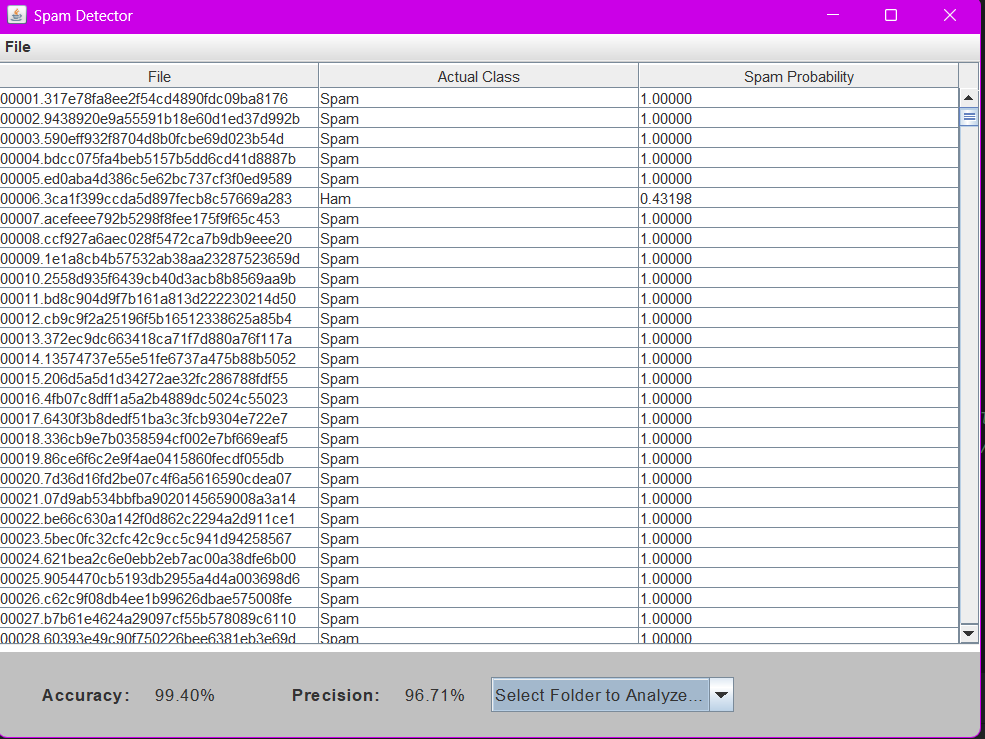 Spam Detector
File
File Actual Class Spam Probability
00001.317e78fa8ee2f54cd4890fdc09ba8176 Spam 1.00000
00002.9438920e9a55591b18e60d1ed37d992b Spam 1.00000
00003.590eff932f8704d8b0fcbe69d023b54d Spam 1.00000
00004.bdcc075fa4beb5157b5dd6cd41d8887b Spam 1.00000
00005.ed0aba4d386c5e62bc737cf3f0ed9589 Spam 1.00000
00006.3ca1f399ccda5d897fecb8c57669a283 Ham 0.43198
00007.acefeee792b5298f8fee175f9f65c453 Spam 1.00000
00008.ccf927a6aec028f5472ca7b9db9eee20 Spam 1.00000
00009.1e1a8cb4b57532ab38aa23287523659d Spam 1.00000
00010.2558d935f6439cb40d3acb8b8569aa9b Spam 1.00000
00011.bd8c904d9f7b161a813d222230214d50 Spam 1.00000
00012.cb9c9f2a25196f5b16512338625a85b4 Spam 1.00000
00013.372ec9dc663418ca71f7d880a76f117a Spam 1.00000
00014.13574737e55e51fe6737a475b88b5052 Spam 1.00000
00015.206d5a5d1d34272ae32fc286788fdf55 Spam 1.00000
00016.4fb07c8dff1a5a2b4889dc5024c55023 Spam 1.00000
00017.6430f3b8dedf51ba3c3fcb9304e722e7 Spam 1.00000
00018.336cb9e7b0358594cf002e7bf669eaf5 Spam 1.00000
00019.86ce6f6c2e9f4ae0415860fecdf055db Spam 1.00000
00020.7d36d16fd2be07c4f6a5616590cdea07 Spam 1.00000
00021.07d9ab534bbfba9020145659008a3a14 Spam 1.00000
00022.be66c630a142f0d862c2294a2d911ce1 Spam 1.00000
00023.5bec0fc32cfc42c9cc5c941d94258567 Spam 1.00000
00024.621bea2c6e0ebb2eb7ac00a38dfe6b00 Spam 1.00000
00025.9054470cb5193db2955a4d4a003698d6 Spam 1.00000
00026.c62c9f08db4ee1b99626dbae575008fe Spam 1.00000
00027.b7b61e4624a29097cf55b578089c6110 Spam 1.00000
00028.60393e49c90f750226bee6381eb3e69d Spam 1.00000
Accuracy: 99.40% Precision: 96.71% Select Folder to Analyze...